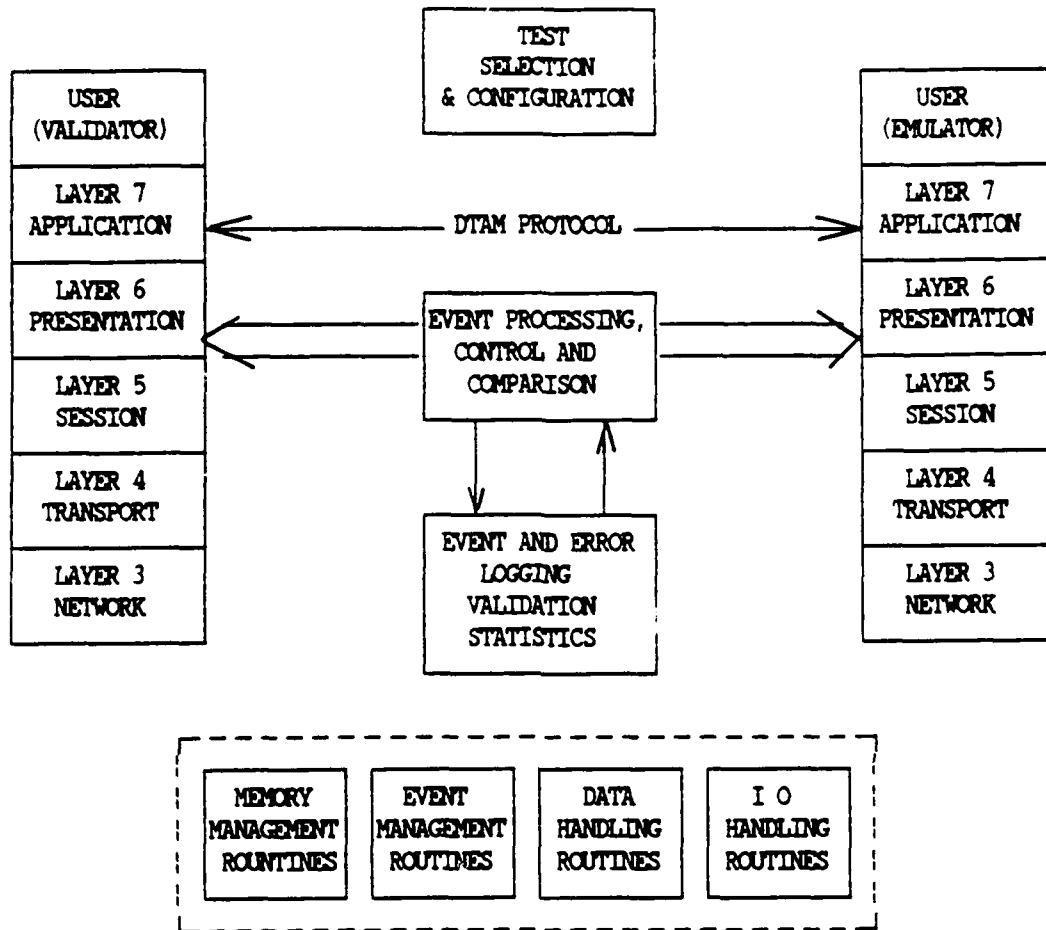 TEST
SELECTION
& CONFIGURATION
USER
(VALIDATOR)
LAYER 7
APPLICATION
LAYER 6
PRESENTATION
LAYER 5
SESSION
LAYER 4
TRANSPORT
LAYER 3
NETWORK
DTAM PROTOCOL
EVENT PROCESSING,
CONTROL AND
COMPARISON
EVENT AND ERROR
LOGGING
VALIDATION
STATISTICS
USER
(EMULATOR)
LAYER 7
APPLICATION
LAYER 6
PRESENTATION
LAYER 5
SESSION
LAYER 4
TRANSPORT
LAYER 3
NETWORK
MEMORY
MANAGEMENT
ROUNTINES
EVENT
MANAGEMENT
ROUTINES
DATA
HANDLING
ROUTINES
I O
HANDLING
ROUTINES